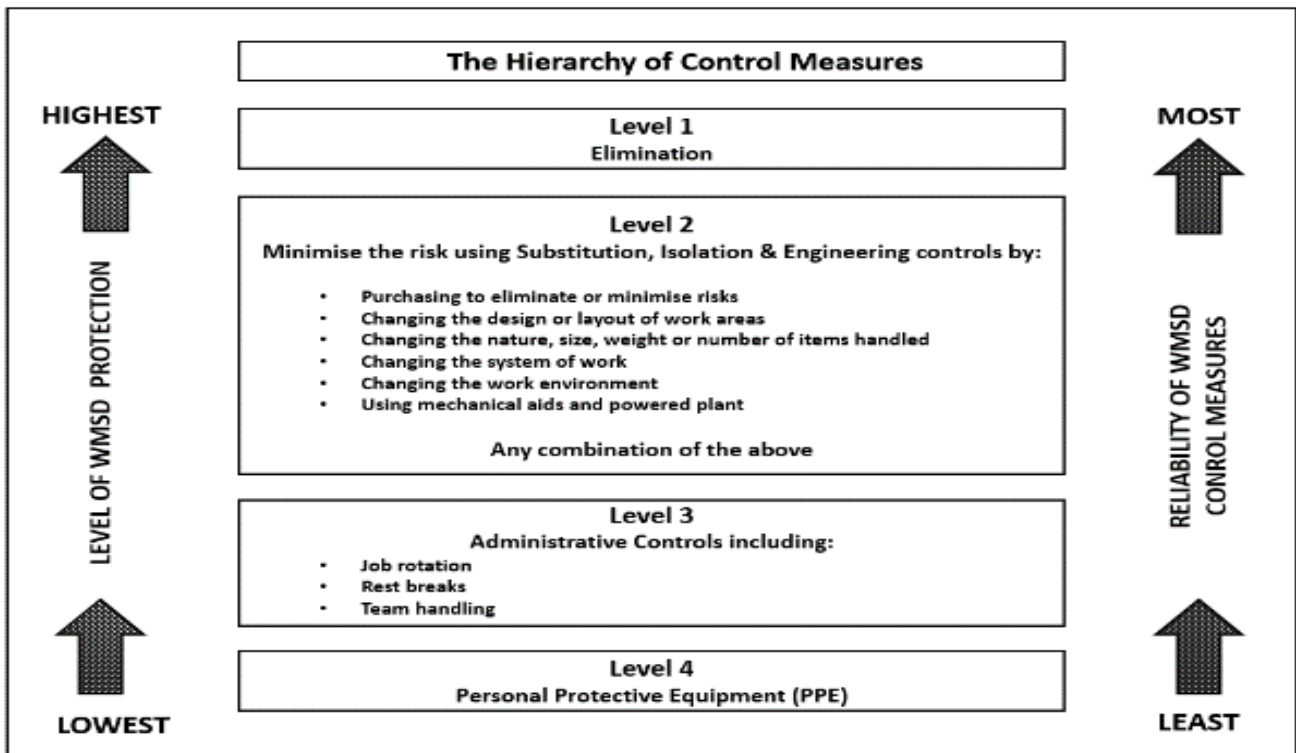 The Hierarchy of Control Measures
HIGHEST
MOST
Level 1
Elimination
Level 2
Minimise the risk using Substitution, Isolation & Engineering controls by:
• Purchasing to eliminate or minimise risks
• Changing the design or layout of work areas
• Changing the nature, size, weight or number of items handled
• Changing the system of work
• Changing the work environment
• Using mechanical aids and powered plant
Any combination of the above
LEVEL OF WMSD PROTECTION
RELIABILITY OF WMSD
CONROL MEASURES
Level 3
Administrative Controls including:
• Job rotation
• Rest breaks
• Team handling
Level 4
Personal Protective Equipment (PPE)
LOWEST
LEAST